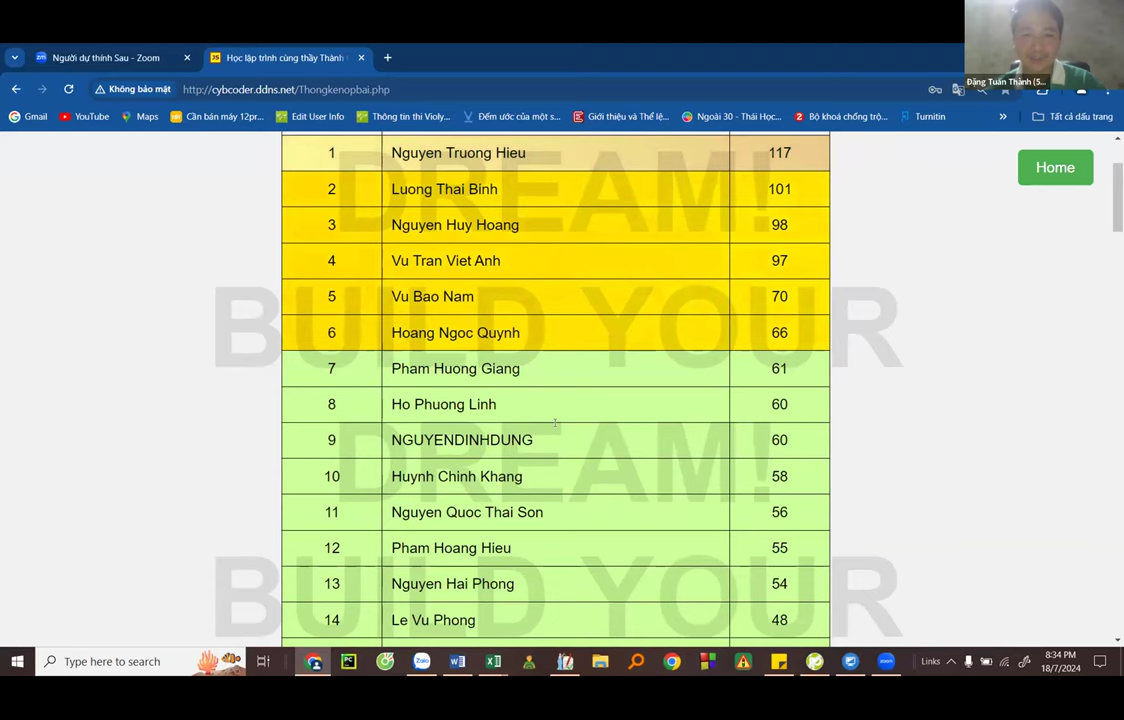 Người dự thính Sau - Zoom
Học lập trình cùng thầy Thành
Đặng Tuấn Thành (5...
Không bảo mật
http://cybcoder.ddns.net/Thongkenopbai.php
Gmail
YouTube
Maps
Căn bán máy 12pr...
Edit User Info
Thông tin thi Violy...
Đếm ước của một s...
Giới thiệu và Thể lệ...
Ngoài 30 - Thái Học...
Bộ khoá chống trộ...
Turnitin
»
Tất cả dấu trang
Home
1 Nguyen Truong Hieu 117
2 Luong Thai Binh 101
3 Nguyen Huy Hoang 98
4 Vu Tran Viet Anh 97
5 Vu Bao Nam 70
6 Hoang Ngoc Quynh 66
7 Pham Huong Giang 61
8 Ho Phuong Linh 60
9 NGUYENDINHDUNG 60
10 Huynh Chinh Khang 58
11 Nguyen Quoc Thai Son 56
12 Pham Hoang Hieu 55
13 Nguyen Hai Phong 54
14 Le Vu Phong 48
DREAM!
BUILD YOUR
DREAM!
BUILD YOUR
Type here to search
Links
8:34 PM
18/7/2024